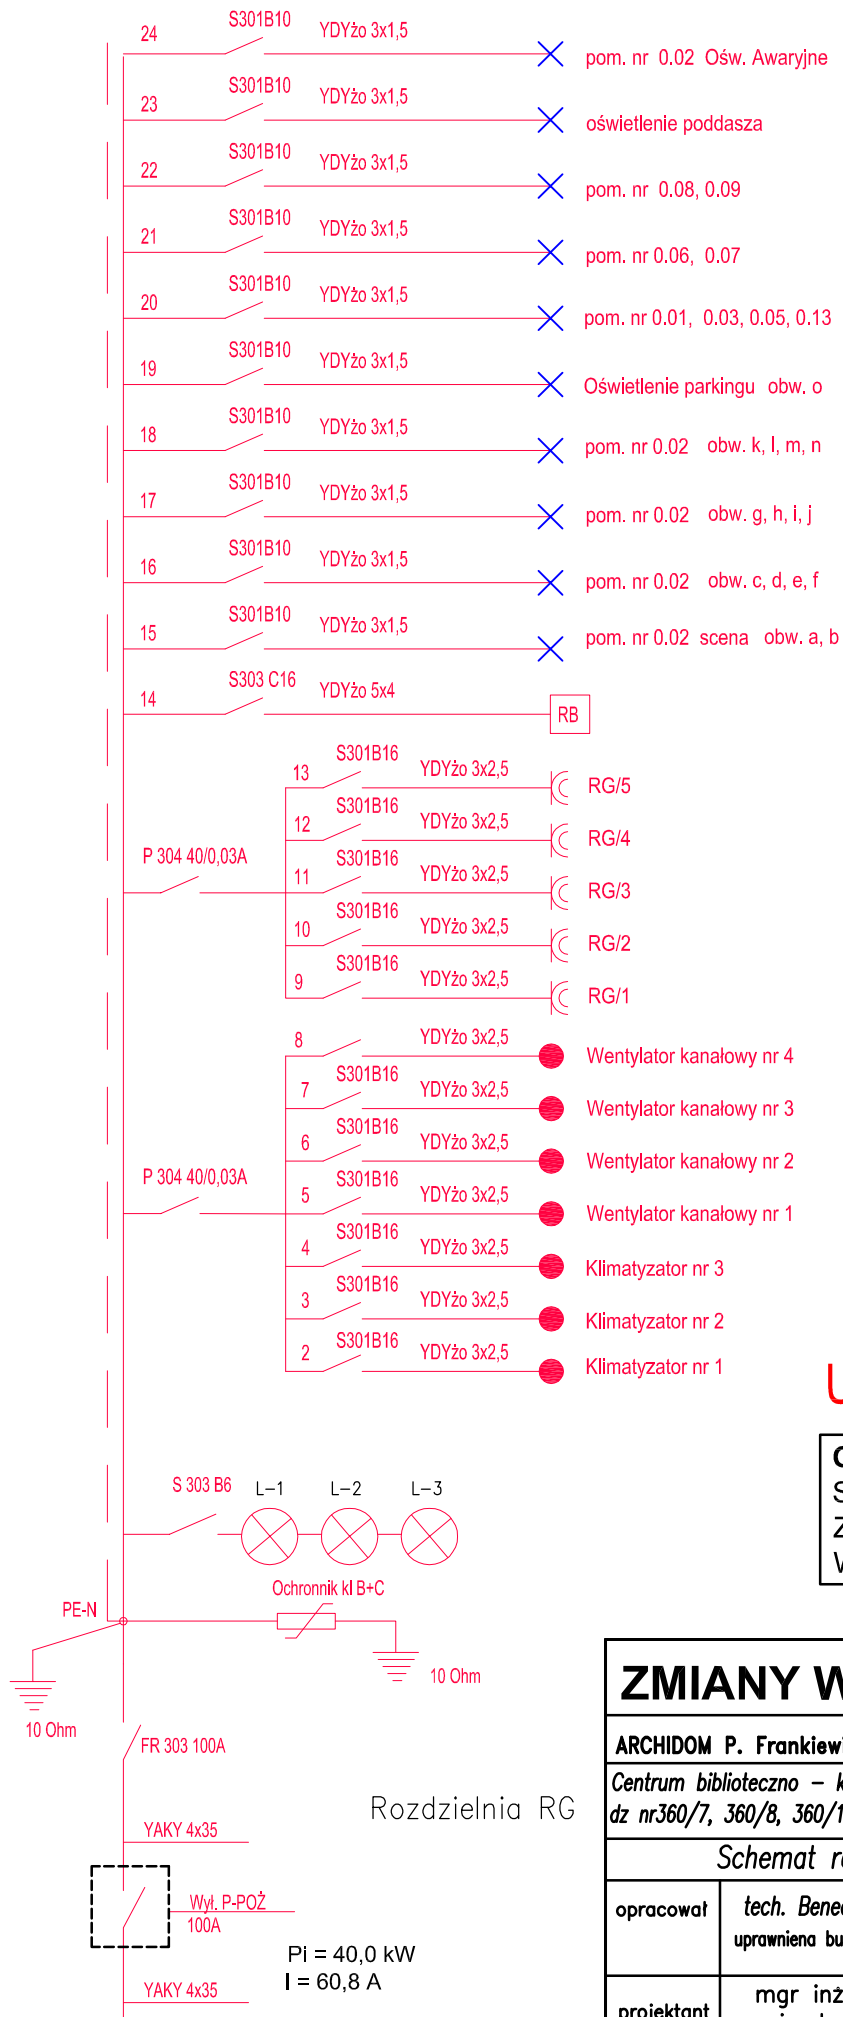 24 S301B10 YDYżo 3x1,5 pom. nr 0.02 Ośw. Awaryjne
23 S301B10 YDYżo 3x1,5 oświetlenie poddasza
22 S301B10 YDYżo 3x1,5 pom. nr 0.08, 0.09
21 S301B10 YDYżo 3x1,5 pom. nr 0.06, 0.07
20 S301B10 YDYżo 3x1,5 pom. nr 0.01, 0.03, 0.05, 0.13
19 S301B10 YDYżo 3x1,5 Oświetlenie parkingu obw. o
18 S301B10 YDYżo 3x1,5 pom. nr 0.02 obw. k, l, m, n
17 S301B10 YDYżo 3x1,5 pom. nr 0.02 obw. g, h, i, j
16 S301B10 YDYżo 3x1,5 pom. nr 0.02 obw. c, d, e, f
15 S301B10 YDYżo 3x1,5 pom. nr 0.02 scena obw. a, b
14 S303 C16 YDYżo 5x4 RB
13 S301B16 YDYżo 3x2,5 RG/5
12 S301B16 YDYżo 3x2,5 RG/4
P 304 40/0,03A
11 S301B16 YDYżo 3x2,5 RG/3
10 S301B16 YDYżo 3x2,5 RG/2
9 S301B16 YDYżo 3x2,5 RG/1
8 YDYżo 3x2,5 Wentylator kanałowy nr 4
7 S301B16 YDYżo 3x2,5 Wentylator kanałowy nr 3
6 S301B16 YDYżo 3x2,5 Wentylator kanałowy nr 2
P 304 40/0,03A
5 S301B16 YDYżo 3x2,5 Wentylator kanałowy nr 1
4 S301B16 YDYżo 3x2,5 Klimatyzator nr 3
3 S301B16 YDYżo 3x2,5 Klimatyzator nr 2
2 S301B16 YDYżo 3x2,5 Klimatyzator nr 1
S 303 B6 L-1 L-2 L-3
Ochronnik kl B+C
PE-N
10 Ohm
10 Ohm
FR 303 100A
Rozdzielnia RG
YAKY 4x35
Wył. P-POŻ
100A
Pi = 40,0 kW
I = 60,8 A
YAKY 4x35
ZMIANY W
ARCHIDOM P. Frankiewi
Centrum biblioteczno – k
dz nr360/7, 360/8, 360/1
Schemat r
opracował tech. Bene
uprawniena bu
projektant mgr inż